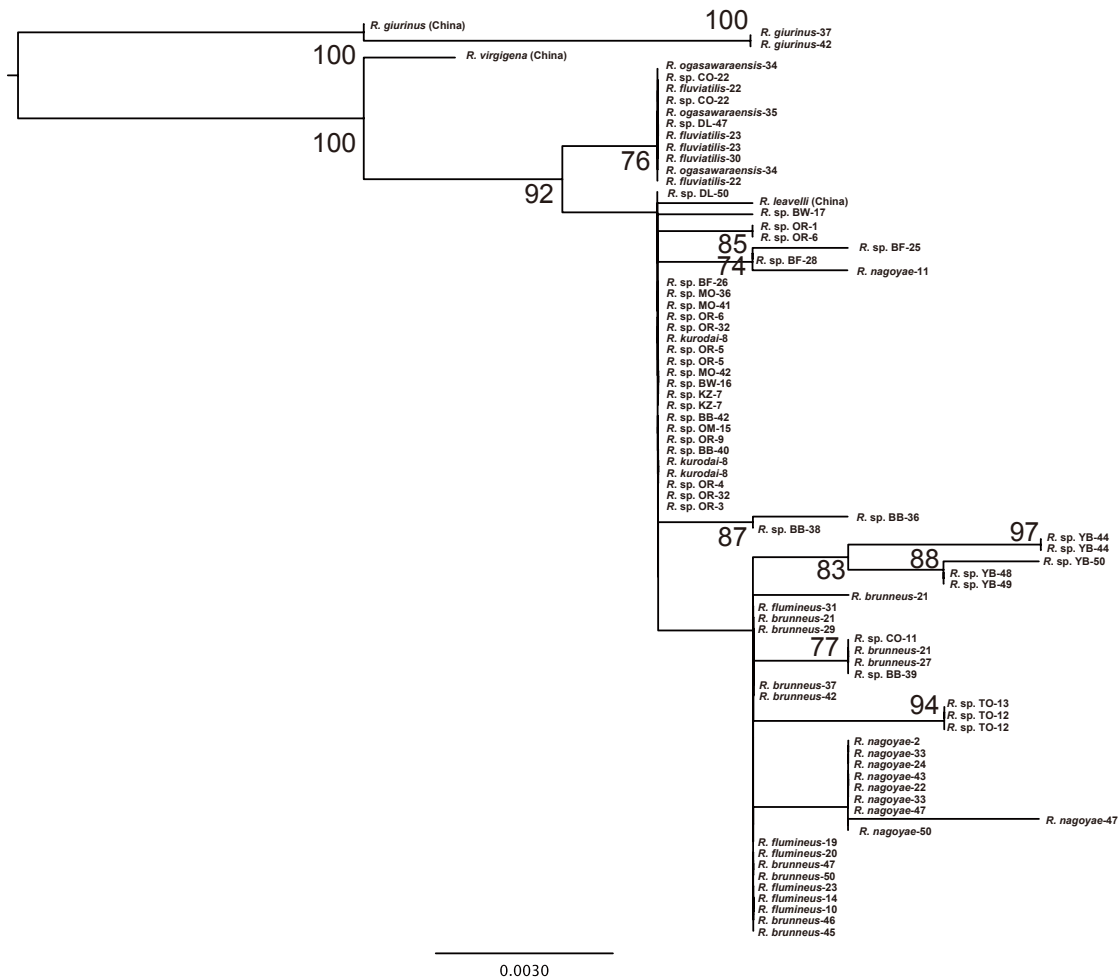 R. giurinus (China)
100
R. giurinus-37
R. giurinus-42
100
R. virgigena (China)
R. ogasawaraensis-34
R. sp. CO-22
R. fluviatilis-22
R. sp. CO-22
R. ogasawaraensis-35
R. sp. DL-47
R. fluviatilis-23
R. fluviatilis-23
R. fluviatilis-30
R. ogasawaraensis-34
R. fluviatilis-22
100
76
92
R. sp. DL-50
R. leavelli (China)
R. sp. BW-17
R. sp. OR-1
R. sp. OR-6
85
R. sp. BF-25
74
R. sp. BF-28
R. nagoyae-11
R. sp. BF-26
R. sp. MO-36
R. sp. MO-41
R. sp. OR-6
R. sp. OR-32
R. kurodai-8
R. sp. OR-5
R. sp. OR-5
R. sp. MO-42
R. sp. BW-16
R. sp. KZ-7
R. sp. KZ-7
R. sp. BB-42
R. sp. OM-15
R. sp. OR-9
R. sp. BB-40
R. kurodai-8
R. kurodai-8
R. sp. OR-4
R. sp. OR-32
R. sp. OR-3
R. sp. BB-36
87
R. sp. BB-38
97
R. sp. YB-44
R. sp. YB-44
83
88
R. sp. YB-50
R. sp. YB-48
R. sp. YB-49
R. brunneus-21
R. flumineus-31
R. brunneus-21
R. brunneus-29
77
R. sp. CO-11
R. brunneus-21
R. brunneus-27
R. sp. BB-39
R. brunneus-37
R. brunneus-42
94
R. sp. TO-13
R. sp. TO-12
R. sp. TO-12
R. nagoyae-2
R. nagoyae-33
R. nagoyae-24
R. nagoyae-43
R. nagoyae-22
R. nagoyae-33
R. nagoyae-47
R. nagoyae-47
R. nagoyae-50
R. flumineus-19
R. flumineus-20
R. brunneus-47
R. brunneus-50
R. flumineus-23
R. flumineus-14
R. flumineus-10
R. brunneus-46
R. brunneus-45
0.0030